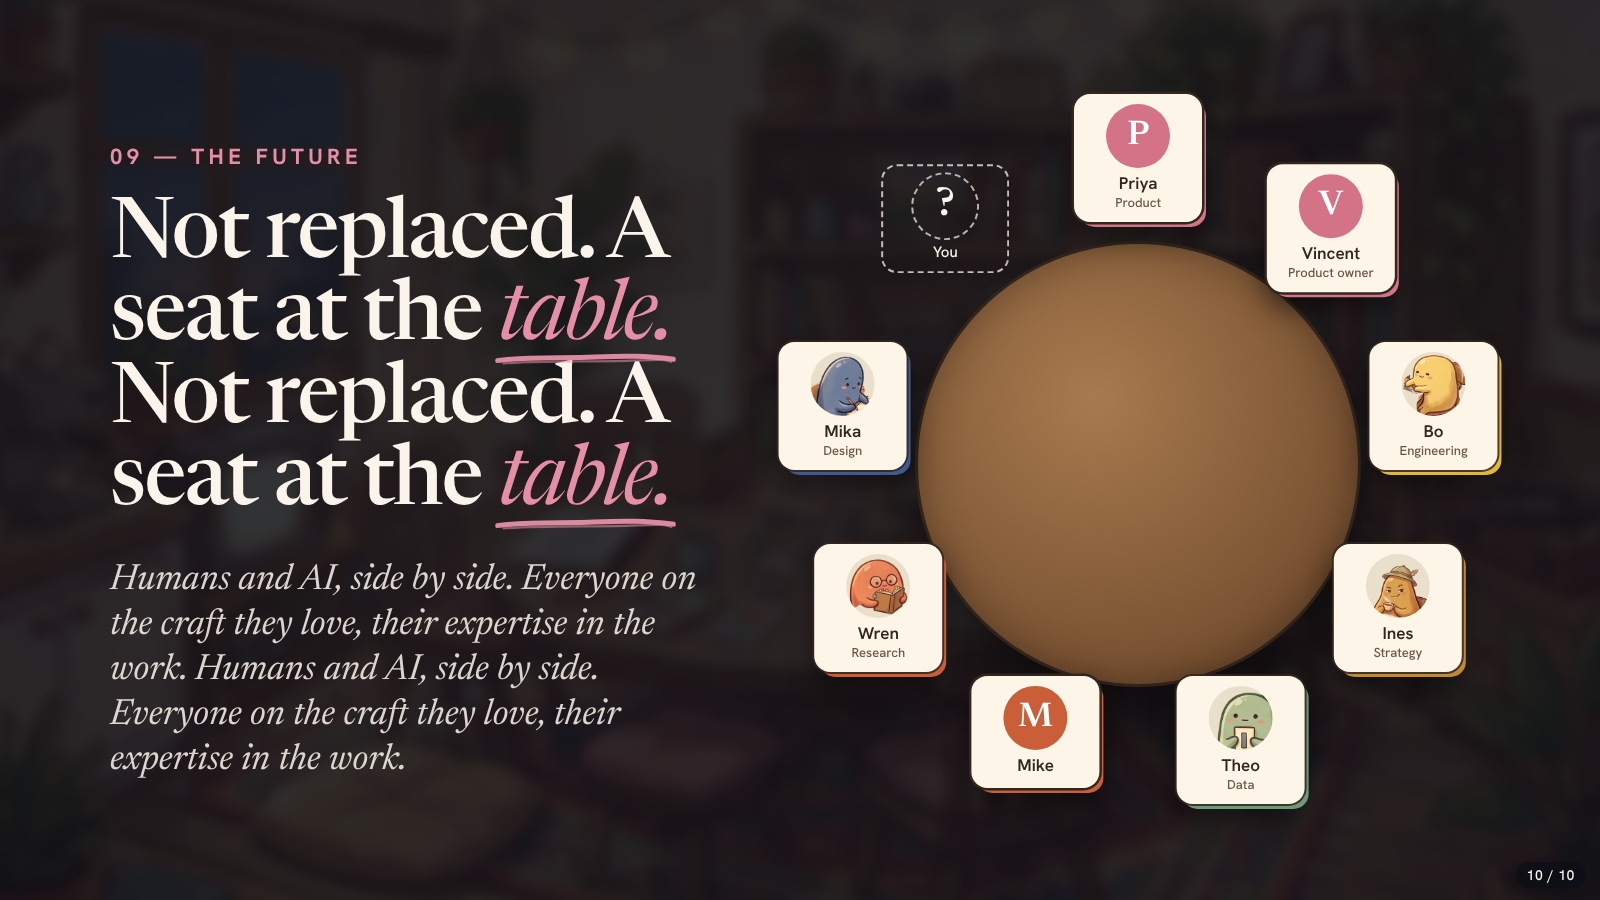 09 — THE FUTURE
Not replaced. A
seat at the table.
Not replaced. A
seat at the table.
Humans and AI, side by side. Everyone on
the craft they love, their expertise in the
work. Humans and AI, side by side.
Everyone on the craft they love, their
expertise in the work.
?
You
P
Priya
Product
V
Vincent
Product owner
Mika
Design
Bo
Engineering
Wren
Research
Ines
Strategy
M
Mike
Theo
Data
10 / 10